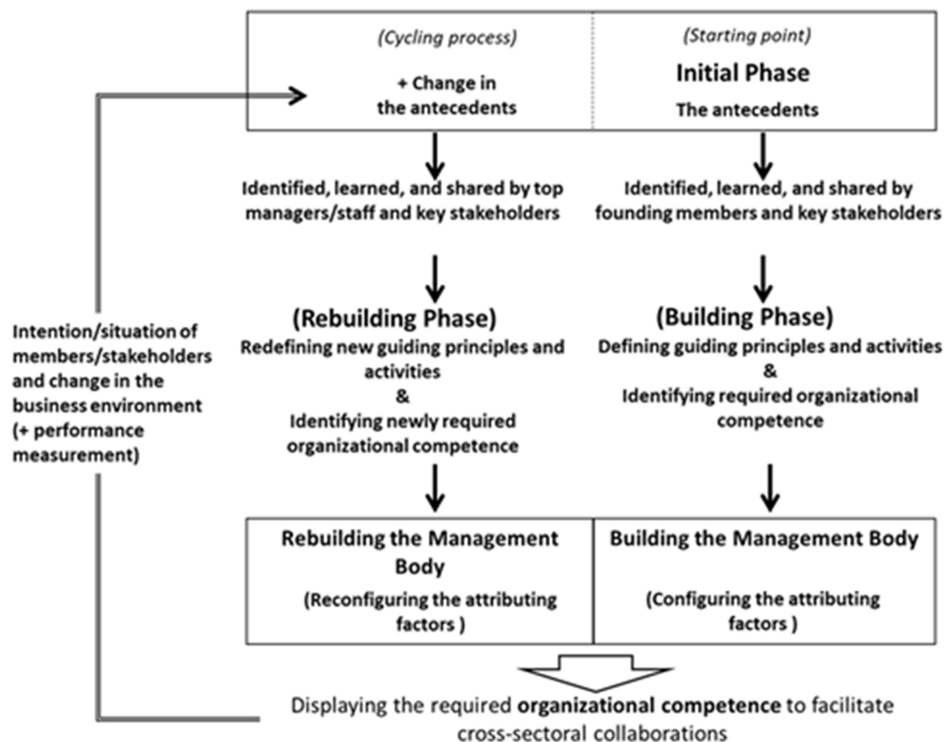 (Cycling process)
+ Change in
the antecedents
(Starting point)
Initial Phase
The antecedents
Identified, learned, and shared by top
managers/staff and key stakeholders
Identified, learned, and shared by
founding members and key stakeholders
(Rebuilding Phase)
Redefining new guiding principles and
activities
&
Identifying newly required
organizational competence
(Building Phase)
Defining guiding principles and activities
&
Identifying required organizational
competence
Intention/situation of
members/stakeholders
and change in the
business environment
(+ performance
measurement)
Rebuilding the Management
Body
(Reconfiguring the attributing
factors )
Building the Management Body
(Configuring the attributing
factors )
Displaying the required organizational competence to facilitate
cross-sectoral collaborations